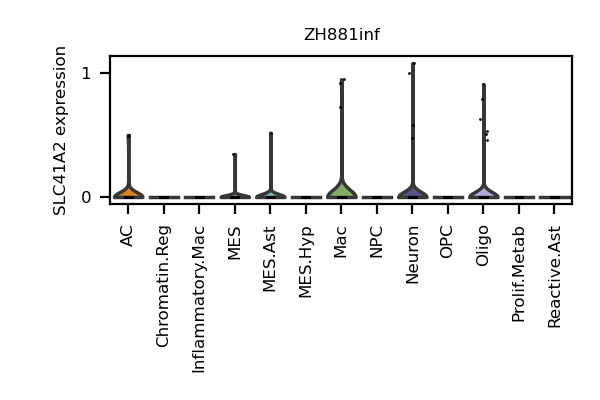 ZH881inf
SLC41A2 expression
1
0
AC
Chromatin.Reg
Inflammatory.Mac
MES
MES.Ast
MES.Hyp
Mac
NPC
Neuron
OPC
Oligo
Prolif.Metab
Reactive.Ast